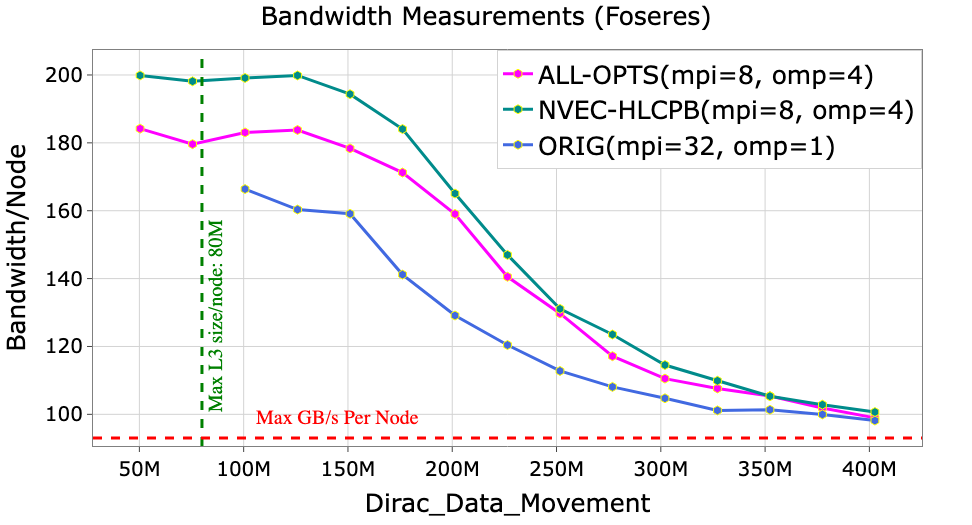 Bandwidth Measurements (Foseres)
ALL-OPTS(mpi=8, omp=4)
NVEC-HLCPB(mpi=8, omp=4)
ORIG(mpi=32, omp=1)
Bandwidth/Node
200
180
160
140
120
100
Max L3 size/node: 80M
Max GB/s Per Node
50M
100M
150M
200M
250M
300M
350M
400M
Dirac_Data_Movement